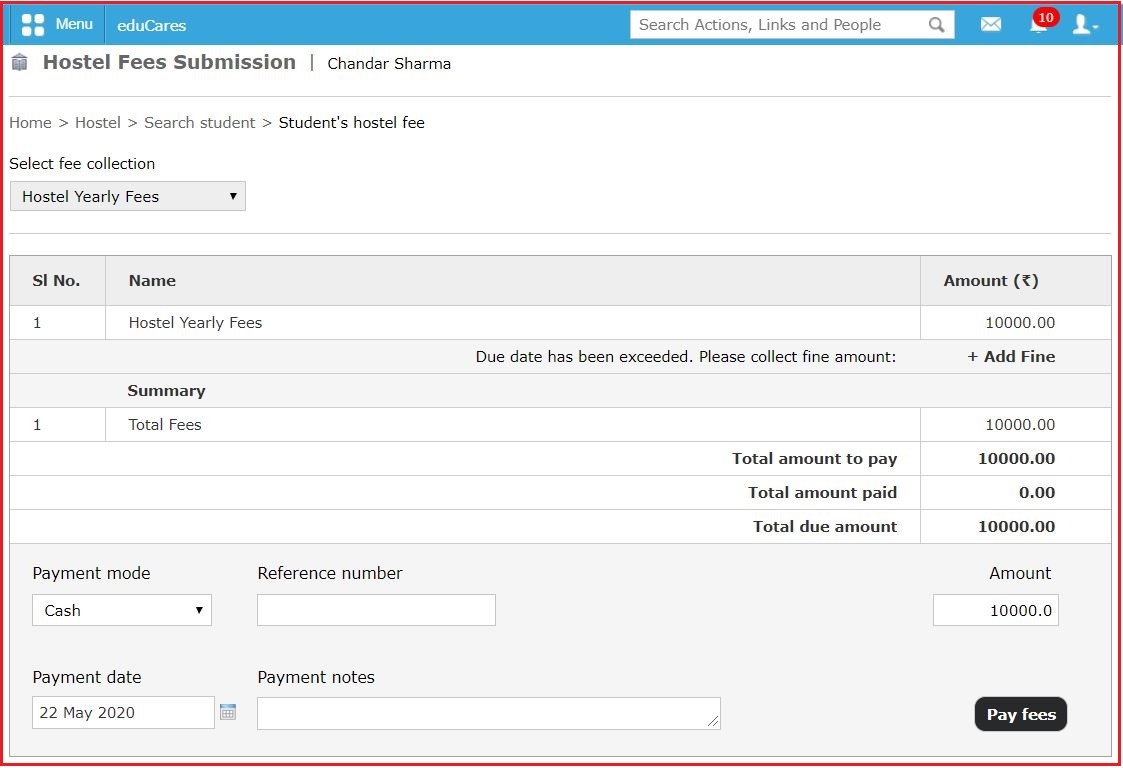 Menu eduCares Search Actions, Links and People 10
Hostel Fees Submission | Chandar Sharma
Home > Hostel > Search student > Student's hostel fee
Select fee collection
Hostel Yearly Fees
Sl No. Name Amount (₹)
1 Hostel Yearly Fees 10000.00
Due date has been exceeded. Please collect fine amount: + Add Fine
Summary
1 Total Fees 10000.00
Total amount to pay 10000.00
Total amount paid 0.00
Total due amount 10000.00
Payment mode Reference number Amount
Cash 10000.0
Payment date Payment notes
22 May 2020
Pay fees